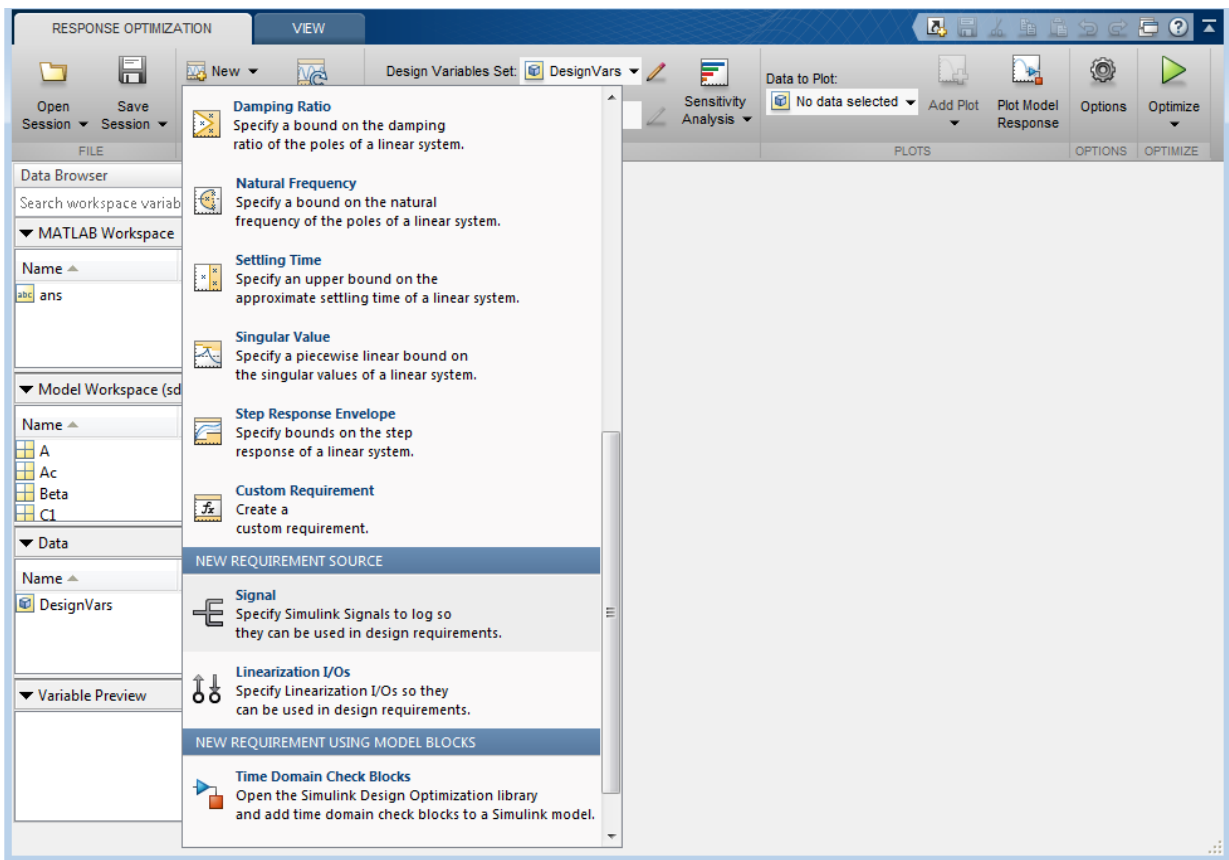 RESPONSE OPTIMIZATION
VIEW
New
Design Variables Set:
DesignVars
Data to Plot:
No data selected
Open
Session
Save
Session
Sensitivity
Analysis
Add Plot
Plot Model
Response
Options
Optimize
FILE
PLOTS
OPTIONS
OPTIMIZE
Data Browser
Search workspace variab
MATLAB Workspace
Name
abc ans
Model Workspace (sd
Name
A
Ac
Beta
C1
Data
Name
DesignVars
Variable Preview
Damping Ratio
Specify a bound on the damping
ratio of the poles of a linear system.
Natural Frequency
Specify a bound on the natural
frequency of the poles of a linear system.
Settling Time
Specify an upper bound on the
approximate settling time of a linear system.
Singular Value
Specify a piecewise linear bound on
the singular values of a linear system.
Step Response Envelope
Specify bounds on the step
response of a linear system.
fx
Custom Requirement
Create a
custom requirement.
NEW REQUIREMENT SOURCE
Signal
Specify Simulink Signals to log so
they can be used in design requirements.
Linearization I/Os
Specify Linearization I/Os so they
can be used in design requirements.
NEW REQUIREMENT USING MODEL BLOCKS
Time Domain Check Blocks
Open the Simulink Design Optimization library
and add time domain check blocks to a Simulink model.